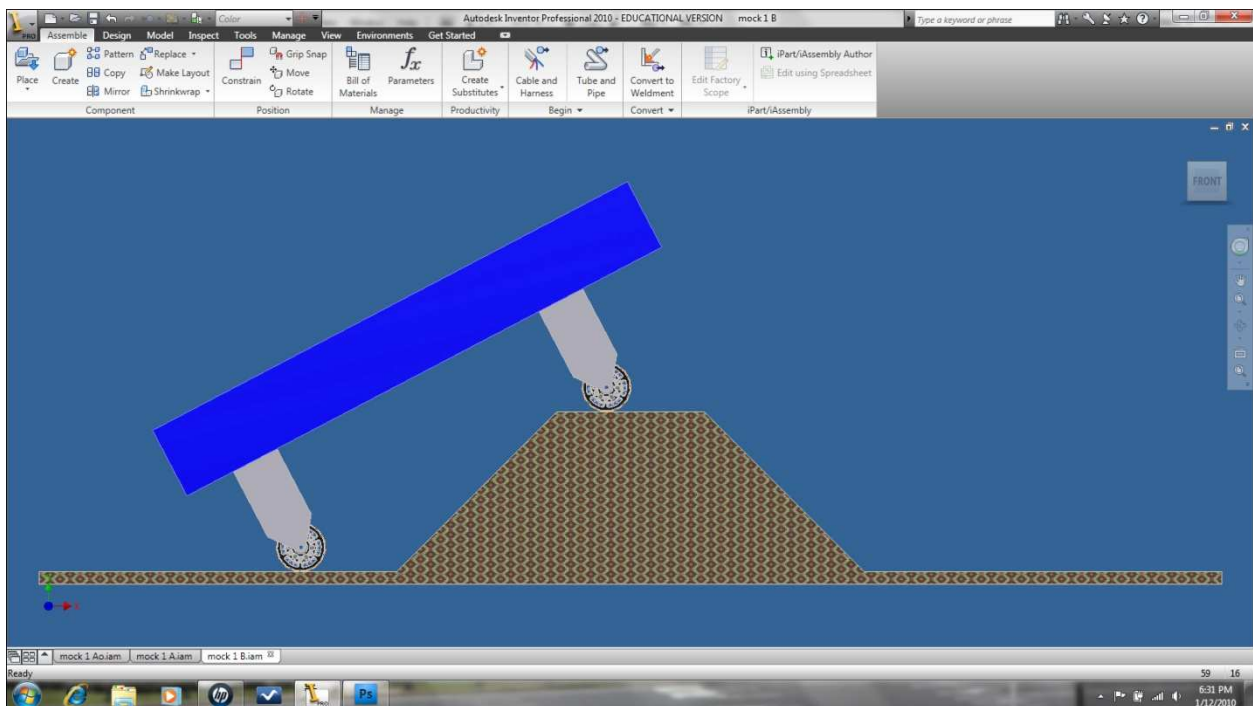 Color
Autodesk Inventor Professional 2010 - EDUCATIONAL VERSION mock 1 B
Type a keyword or phrase
PRO Assemble Design Model Inspect Tools Manage View Environments Get Started
Place
Create
Pattern
Copy
Mirror
Replace
Make Layout
Shrinkwrap
Component
Constrain
Grip Snap
Move
Rotate
Position
Bill of
Materials
Parameters
Manage
Create
Substitutes
Productivity
Cable and
Harness
Tube and
Pipe
Begin
Convert to
Weldment
Convert
Edit Factory
Scope
iPart/iAssembly Author
Edit using Spreadsheet
iPart/iAssembly
FRONT
mock 1 Ao.iam mock 1 A.iam mock 1 B.iam
Ready 59 16
hp Ps
6:31 PM
1/12/2010